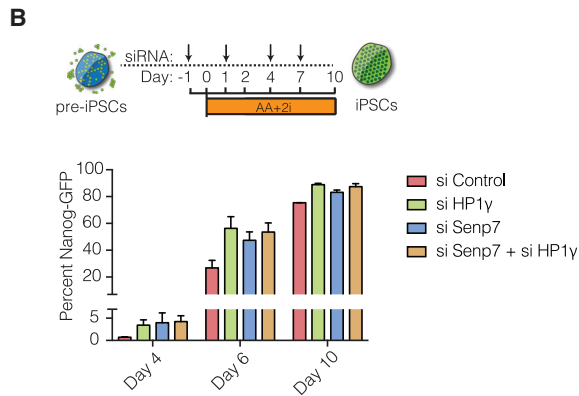 B
siRNA:
Day: -1 0 1 2 4 7 10
AA+2i
pre-iPSCs
iPSCs
Percent Nanog-GFP
100
80
60
40
20
5
0
Day 4
Day 6
Day 10
si Control
si HP1γ
si Senp7
si Senp7 + si HP1γ